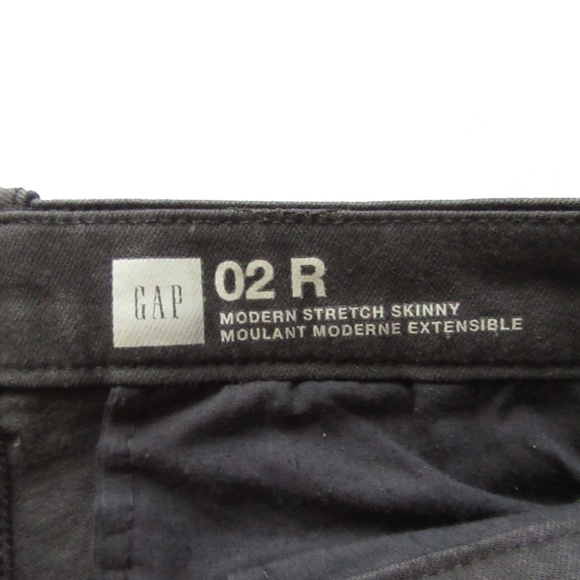 GAP
02 R
MODERN STRETCH SKINNY
MOULANT MODERNE EXTENSIBLE